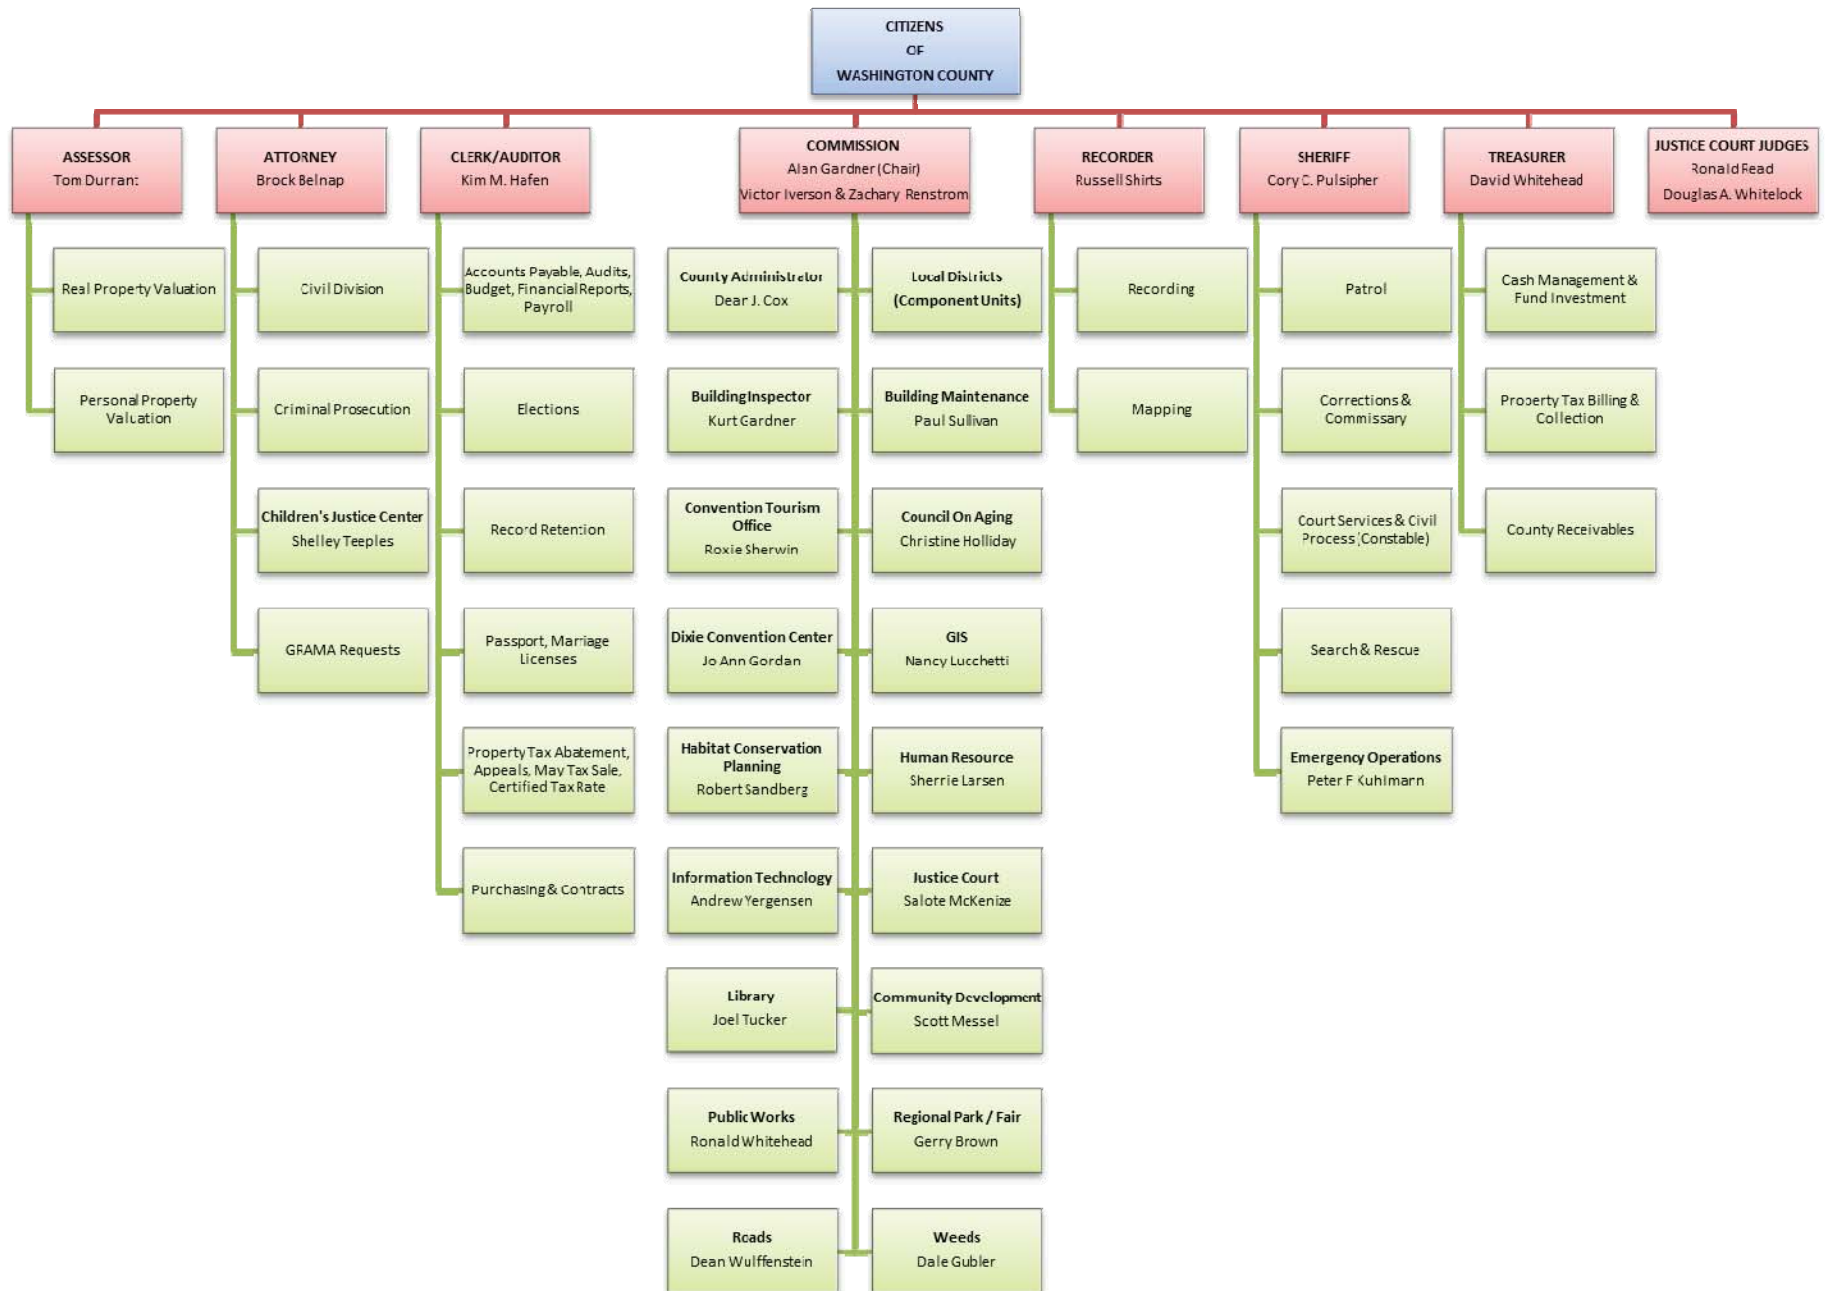 CITIZENS
OF
WASHINGTON COUNTY
ASSESSOR
Tom Durrant
ATTORNEY
Brock Belnap
CLERK/AUDITOR
Kim M. Hafen
COMMISSION
Alan Gardner (Chair)
Victor Iverson & Zachary Renstrom
RECORDER
Russell Shirts
SHERIFF
Cory C. Pulsipher
TREASURER
David Whitehead
JUSTICE COURT JUDGES
Ronald Read
Douglas A. Whitelock
Real Property Valuation
Personal Property
Valuation
Civil Division
Criminal Prosecution
Children's Justice Center
Shelley Teeples
GRAMA Requests
Accounts Payable, Audits,
Budget, Financial Reports,
Payroll
Elections
Record Retention
Passport, Marriage
Licenses
Property Tax Abatement,
Appeals, May Tax Sale,
Certified Tax Rate
Purchasing & Contracts
County Administrator
Dean J. Cox
Local Districts
(Component Units)
Building Inspector
Kurt Gardner
Building Maintenance
Paul Sullivan
Convention Tourism
Office
Roxie Sherwin
Council On Aging
Christine Holliday
Dixie Convention Center
Jo Ann Gordan
GIS
Nancy Lucchetti
Habitat Conservation
Planning
Robert Sandberg
Human Resource
Sherrie Larsen
Information Technology
Andrew Yergensen
Justice Court
Salote McKenize
Library
Joel Tucker
Community Development
Scott Messel
Public Works
Ronald Whitehead
Regional Park / Fair
Gerry Brown
Roads
Dean Wulffenstein
Weeds
Dale Gubler
Recording
Mapping
Patrol
Corrections &
Commissary
Court Services & Civil
Process (Constable)
Search & Rescue
Emergency Operations
Peter F Kuhlmann
Cash Management &
Fund Investment
Property Tax Billing &
Collection
County Receivables